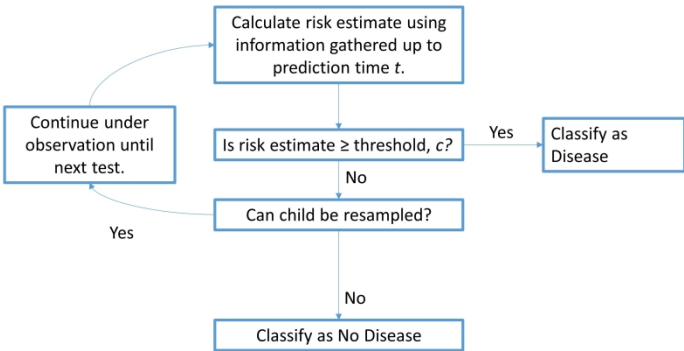 Calculate risk estimate using
information gathered up to
prediction time t.
Continue under
observation until
next test.
Is risk estimate ≥ threshold, c?
Yes
Classify as
Disease
No
Can child be resampled?
Yes
No
Classify as No Disease